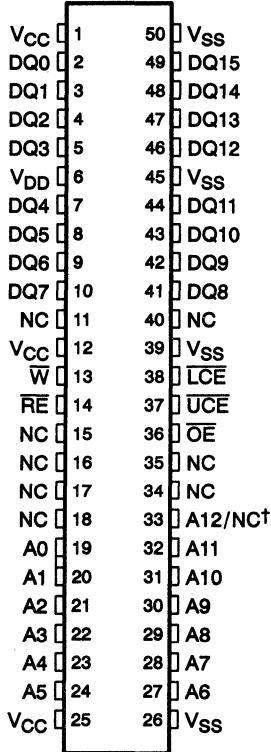 VCC 1 50 VSS
DQ0 2 49 DQ15
DQ1 3 48 DQ14
DQ2 4 47 DQ13
DQ3 5 46 DQ12
VDD 6 45 VSS
DQ4 7 44 DQ11
DQ5 8 43 DQ10
DQ6 9 42 DQ9
DQ7 10 41 DQ8
NC 11 40 NC
VCC 12 39 VSS
W̅ 13 38 L̅C̅E̅
R̅E̅ 14 37 U̅C̅E̅
NC 15 36 O̅E̅
NC 16 35 NC
NC 17 34 NC
NC 18 33 A12/NC†
A0 19 32 A11
A1 20 31 A10
A2 21 30 A9
A3 22 29 A8
A4 23 28 A7
A5 24 27 A6
VCC 25 26 VSS